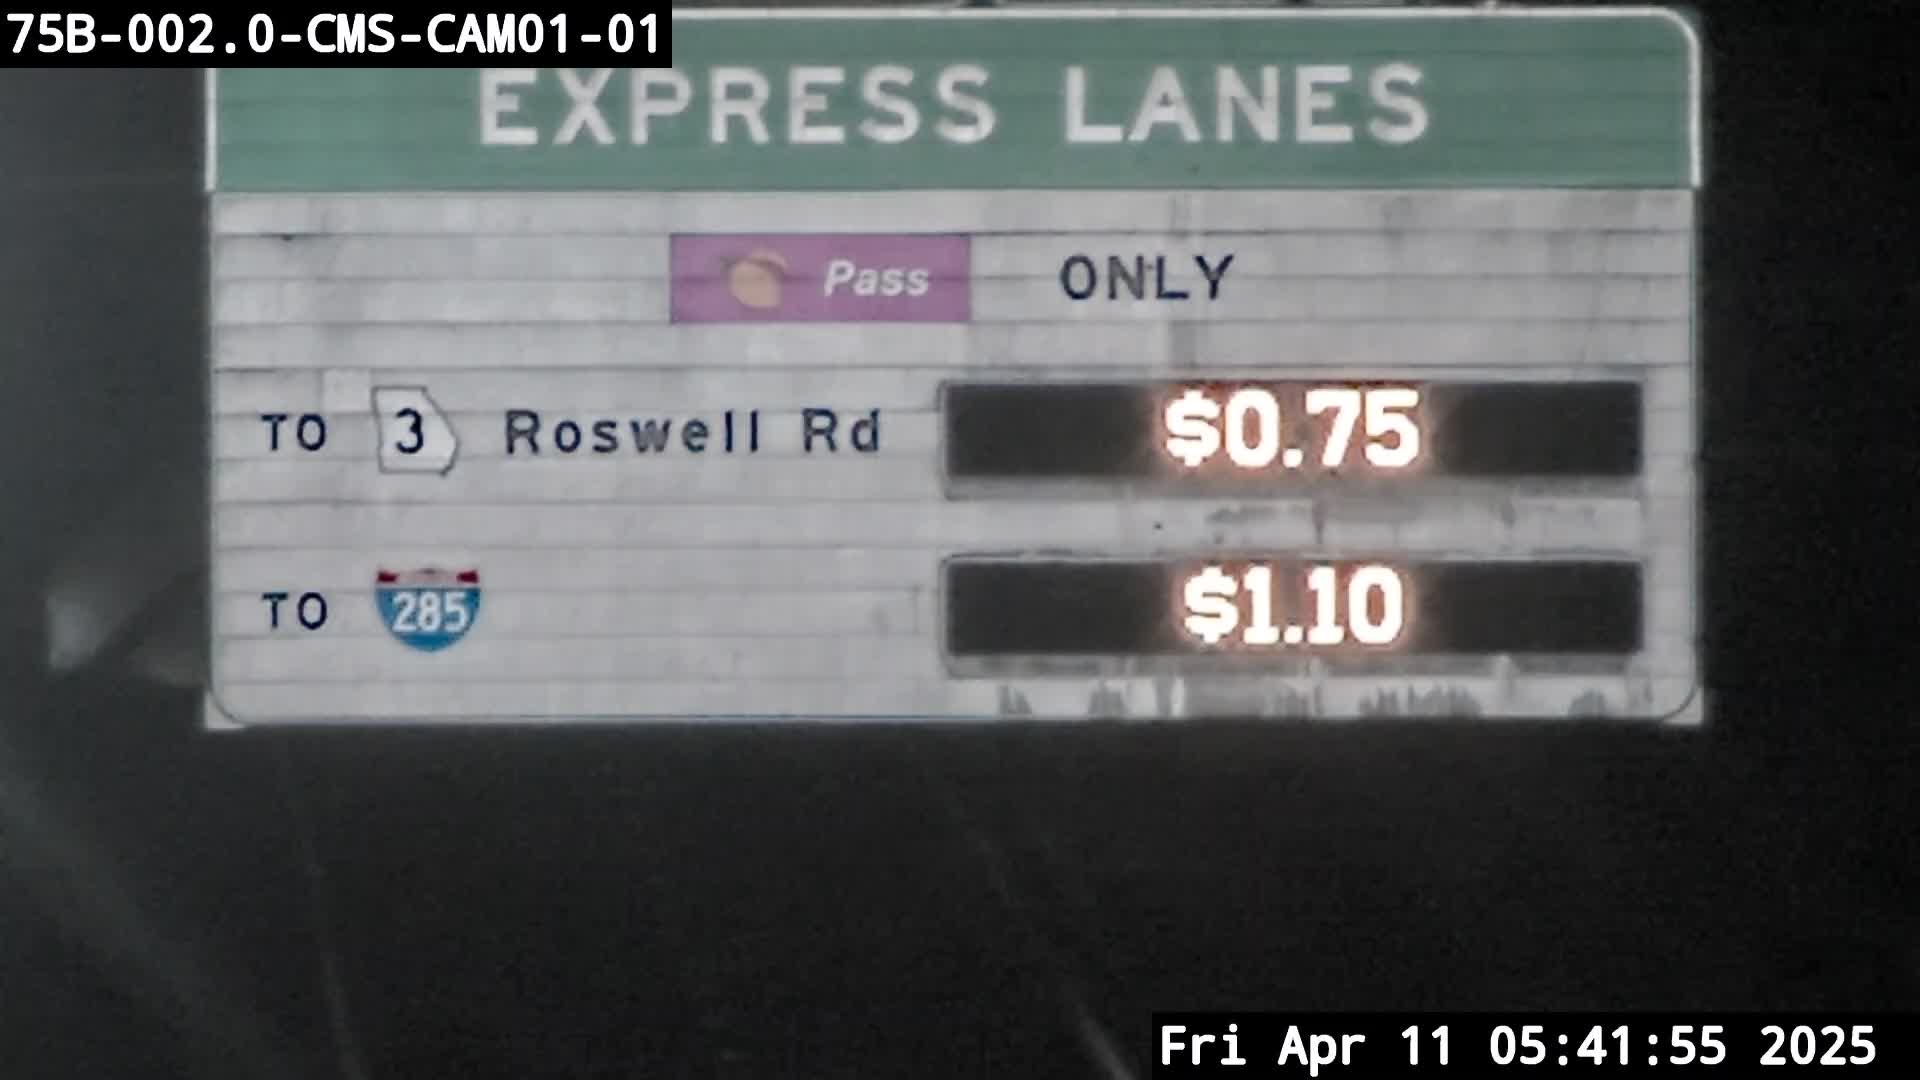 75B-002.0-CMS-CAM01-01
EXPRESS LANES
Pass ONLY
TO 3 Roswell Rd $0.75
TO 285 $1.10
Fri Apr 11 05:41:55 2025